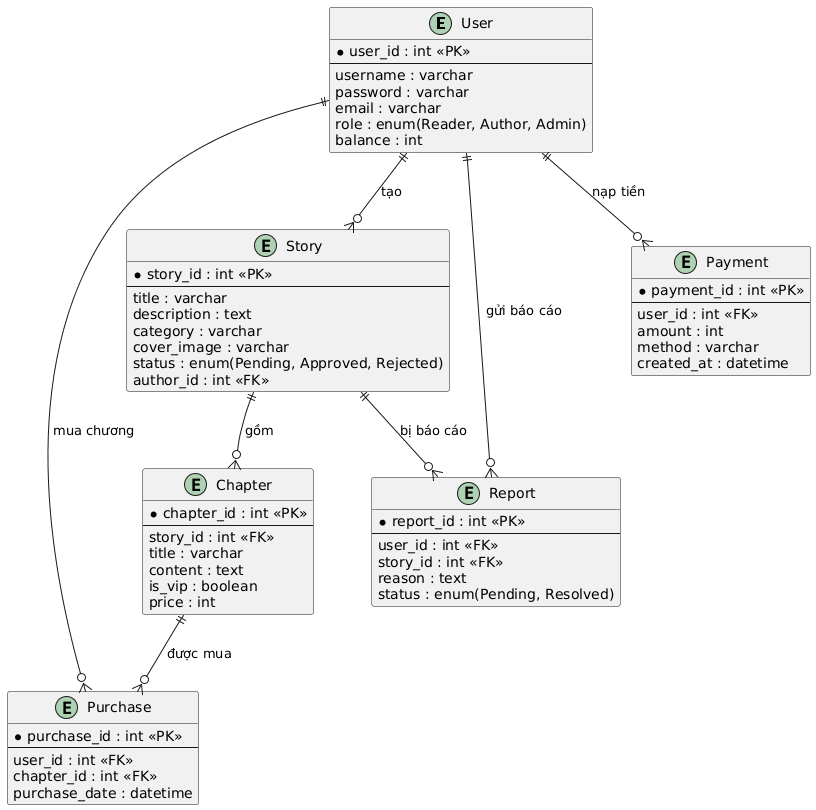 E User
* user_id : int «PK»
username : varchar
password : varchar
email : varchar
role : enum(Reader, Author, Admin)
balance : int
tạo
nạp tiền
E Story
* story_id : int «PK»
title : varchar
description : text
category : varchar
cover_image : varchar
status : enum(Pending, Approved, Rejected)
author_id : int «FK»
E Payment
* payment_id : int «PK»
user_id : int «FK»
amount : int
method : varchar
created_at : datetime
gửi báo cáo
mua chương
gồm
bị báo cáo
E Chapter
* chapter_id : int «PK»
story_id : int «FK»
title : varchar
content : text
is_vip : boolean
price : int
E Report
* report_id : int «PK»
user_id : int «FK»
story_id : int «FK»
reason : text
status : enum(Pending, Resolved)
được mua
E Purchase
* purchase_id : int «PK»
user_id : int «FK»
chapter_id : int «FK»
purchase_date : datetime